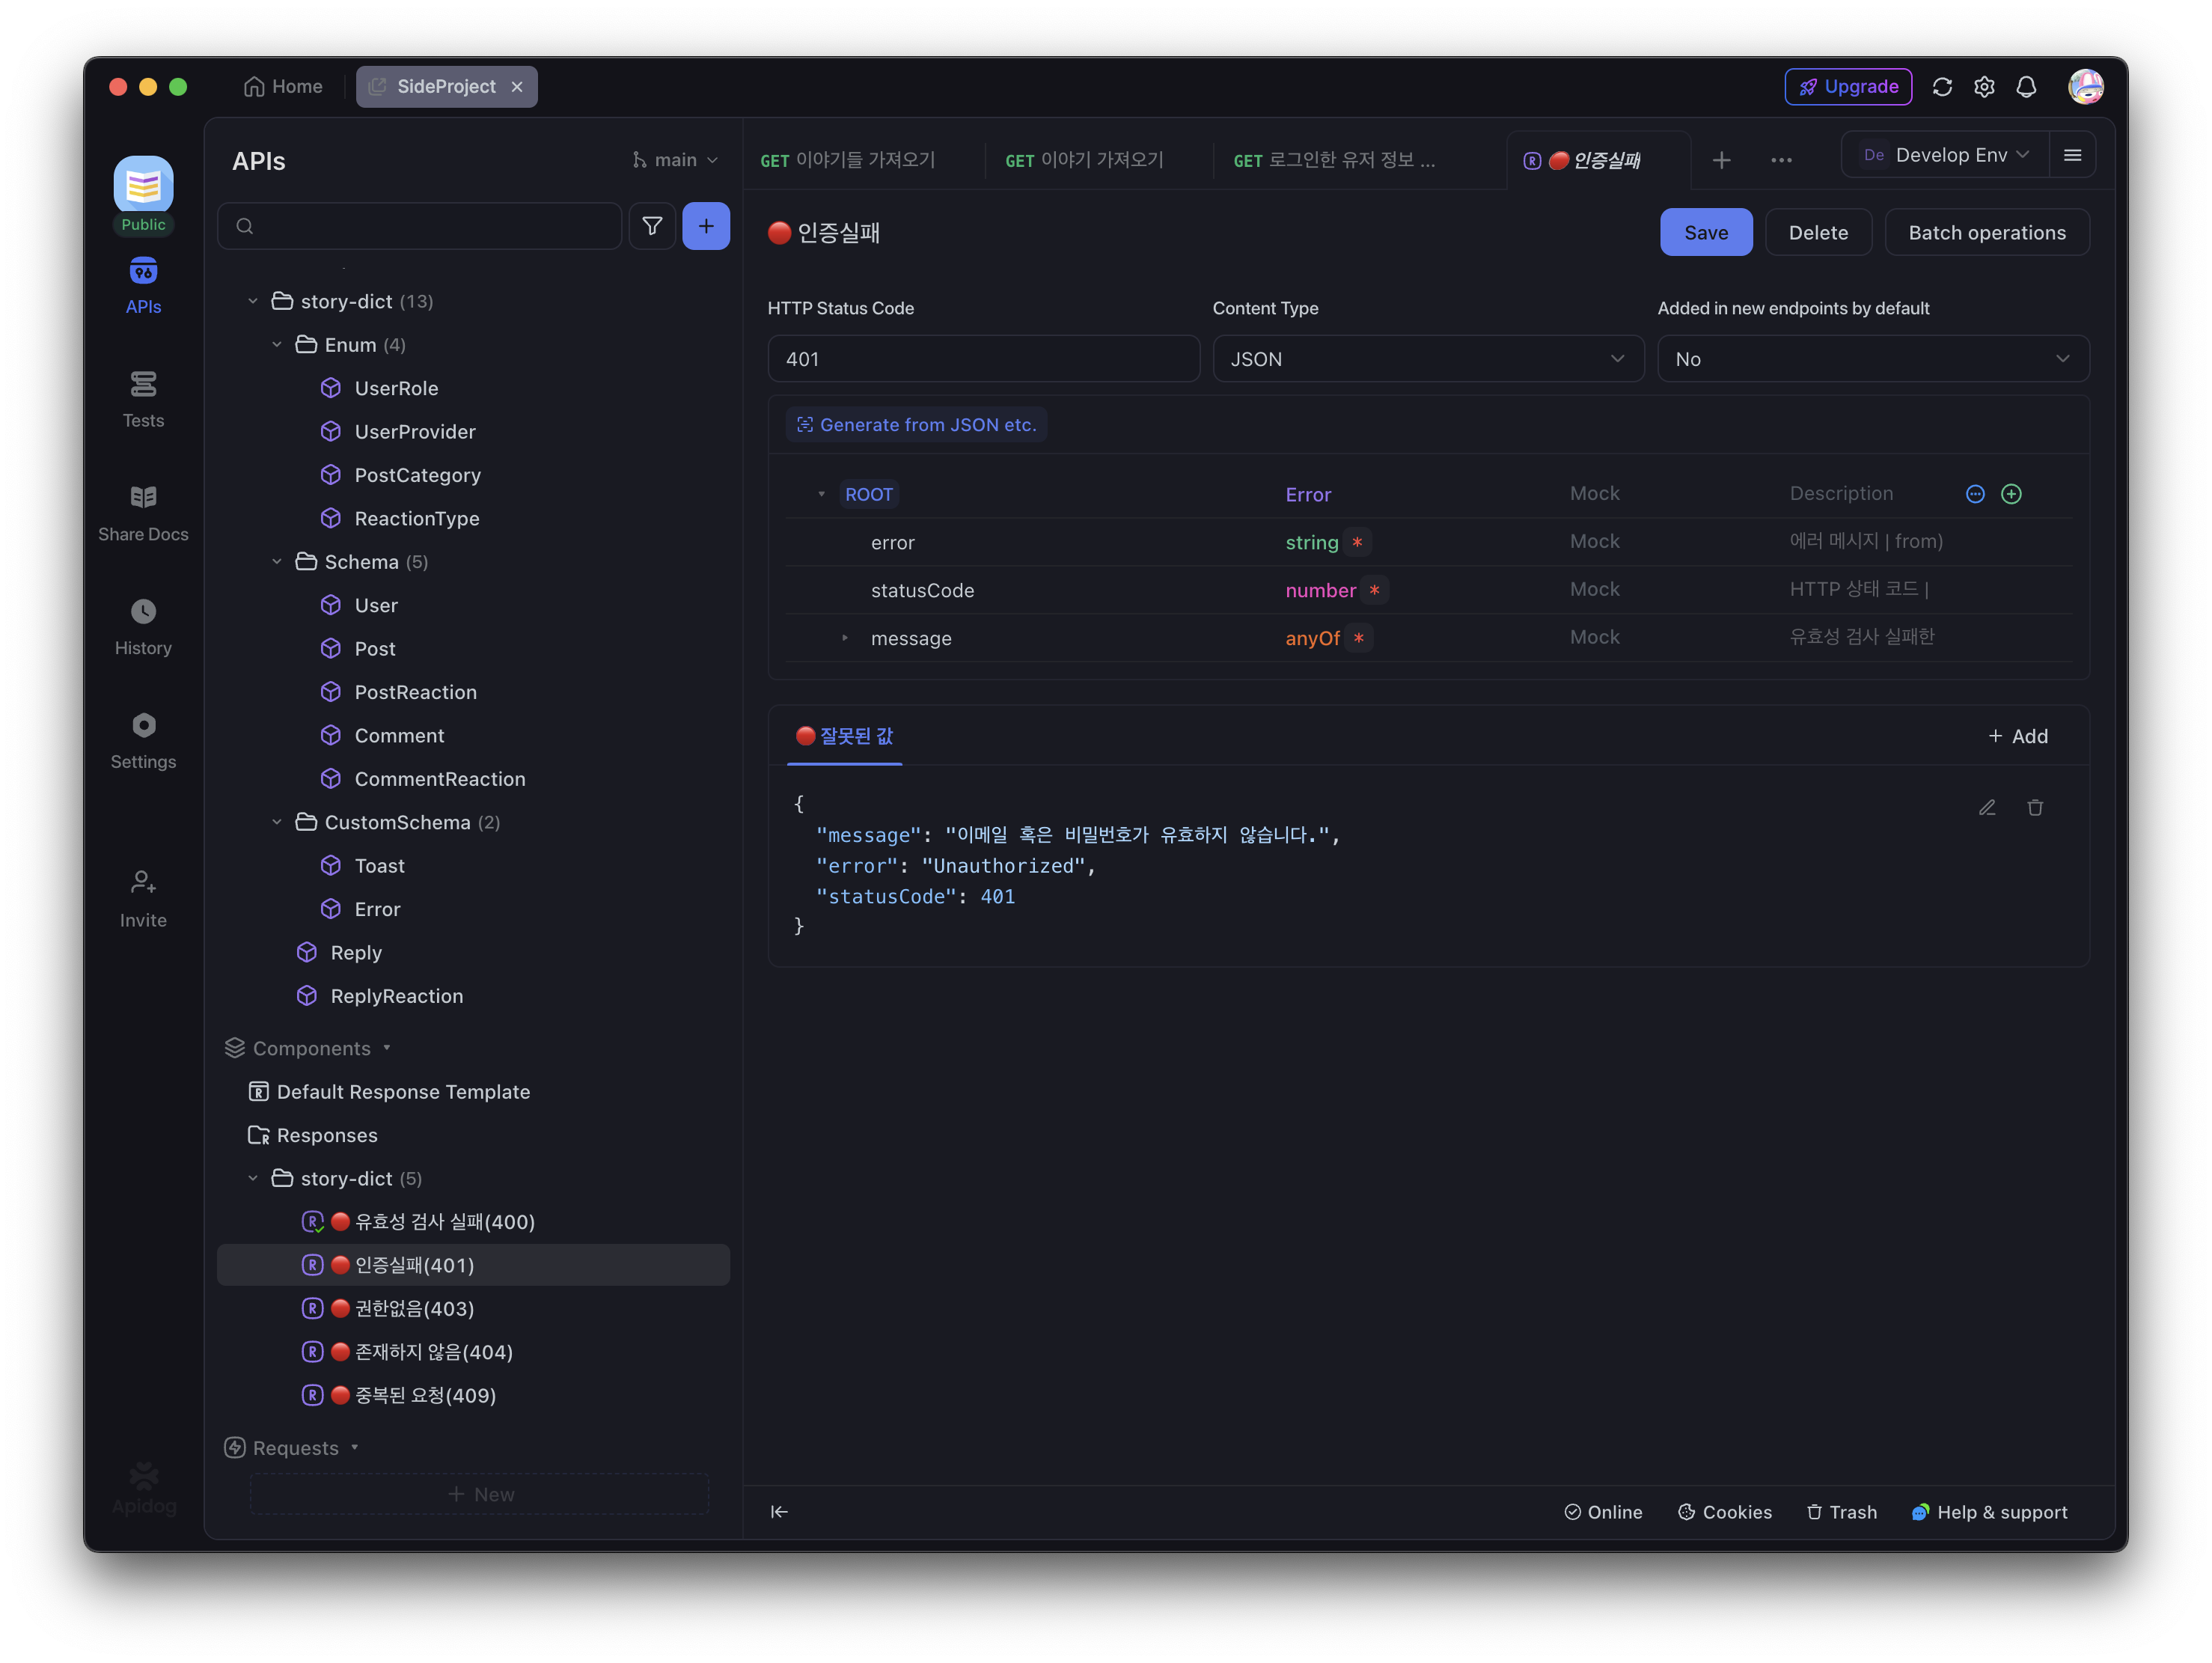 Home
SideProject
Upgrade
Public
APIs
Tests
Share Docs
History
Settings
Invite
Apidog
APIs
main
story-dict (13)
Enum (4)
UserRole
UserProvider
PostCategory
ReactionType
Schema (5)
User
Post
PostReaction
Comment
CommentReaction
CustomSchema (2)
Toast
Error
Reply
ReplyReaction
Components
Default Response Template
Responses
story-dict (5)
유효성 검사 실패(400)
인증실패(401)
권한없음(403)
존재하지 않음(404)
중복된 요청(409)
Requests
New
GET 이야기들 가져오기
GET 이야기 가져오기
GET 로그인한 유저 정보 ...
인증실패
De Develop Env
인증실패
Save
Delete
Batch operations
HTTP Status Code
Content Type
Added in new endpoints by default
401
JSON
No
Generate from JSON etc.
ROOT Error Mock Description
error string * Mock 에러 메시지 | from)
statusCode number * Mock HTTP 상태 코드 |
message anyOf * Mock 유효성 검사 실패한
잘못된 값
Add
{
"message": "이메일 혹은 비밀번호가 유효하지 않습니다.",
"error": "Unauthorized",
"statusCode": 401
}
Online
Cookies
Trash
Help & support